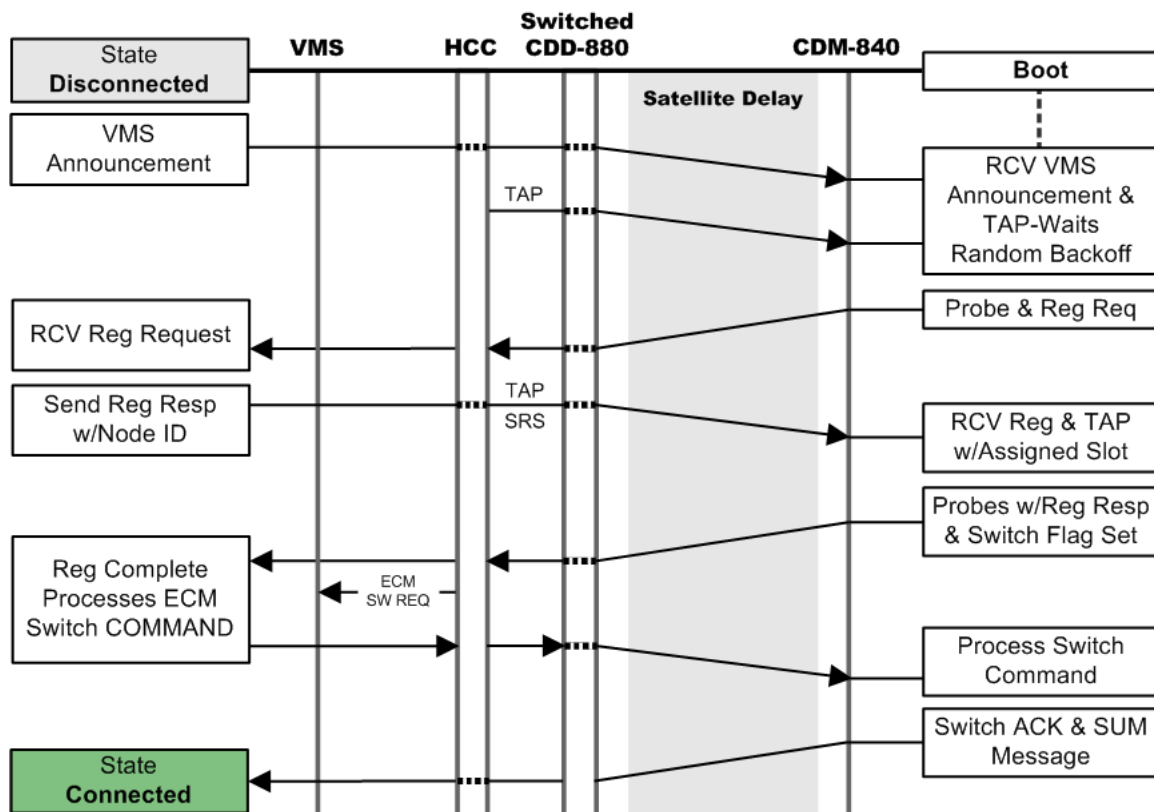 Switched
VMS HCC CDD-880 CDM-840
State
Disconnected
Boot
Satellite Delay
VMS
Announcement
RCV VMS
Announcement &
TAP-Waits
Random Backoff
TAP
Probe & Reg Req
RCV Reg Request
Send Reg Resp
w/Node ID
TAP
SRS
RCV Reg & TAP
w/Assigned Slot
Probes w/Reg Resp
& Switch Flag Set
Reg Complete
Processes ECM
Switch COMMAND
ECM
SW REQ
Process Switch
Command
Switch ACK & SUM
Message
State
Connected